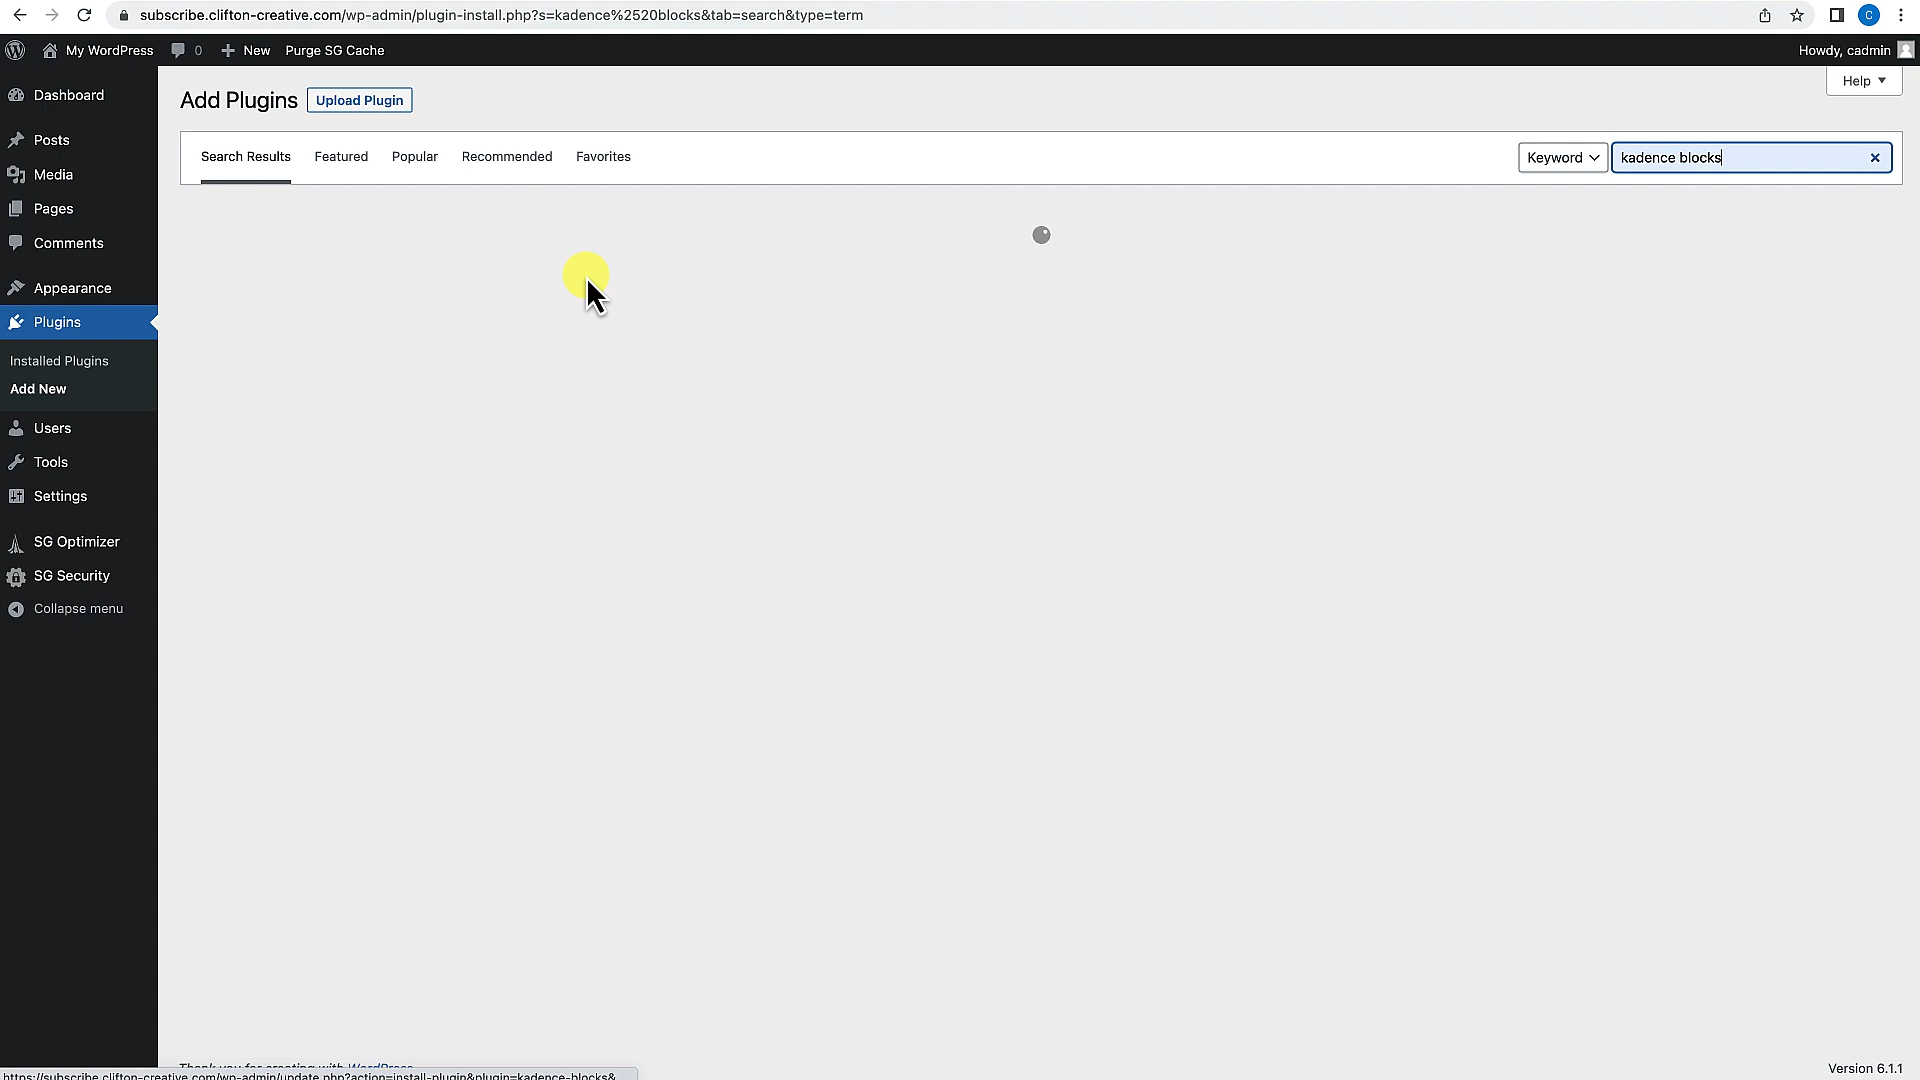 subscribe.clifton-creative.com/wp-admin/plugin-install.php?s=kadence%2520blocks&tab=search&type=term
C
My WordPress
0
New
Purge SG Cache
Howdy, cadmin
Dashboard
Posts
Media
Pages
Comments
Appearance
Plugins
Installed Plugins
Add New
Users
Tools
Settings
SG Optimizer
SG Security
Collapse menu
Help
Add Plugins
Upload Plugin
Search Results
Featured
Popular
Recommended
Favorites
Keyword
kadence blocks
Thank you for creating with WordPress.
Version 6.1.1
https://subscribe.clifton-creative.com/wp-admin/update.php?action=install-plugin&plugin=kadence-blocks&